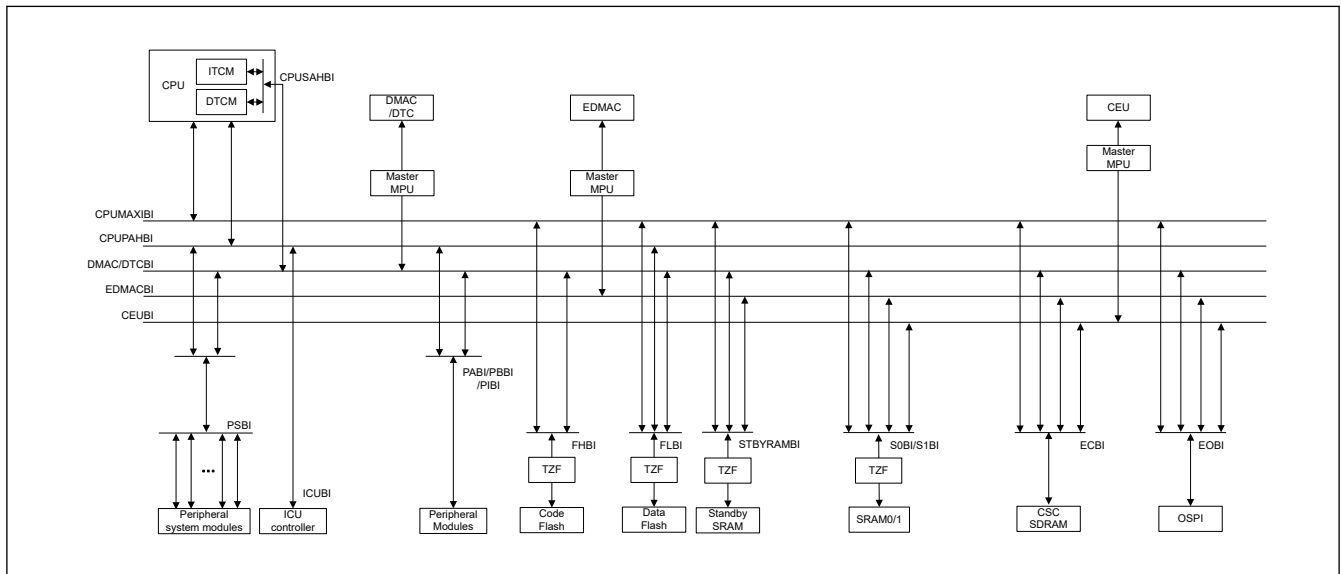 CPU
ITCM
DTCM
CPUSAHBI
DMAC
/DTC
EDMAC
CEU
Master
MPU
Master
MPU
Master
MPU
CPUMAXIBI
CPUPAHBI
DMAC/DTCBI
EDMACBI
CEUBI
PABI/PBBI
/PIBI
PSBI
FHBI
FLBI
STBYRAMBI
S0BI/S1BI
ECBI
EOBI
...
TZF
TZF
TZF
TZF
ICUBI
Peripheral
system modules
ICU
controller
Peripheral
Modules
Code
Flash
Data
Flash
Standby
SRAM
SRAM0/1
CSC
SDRAM
OSPI